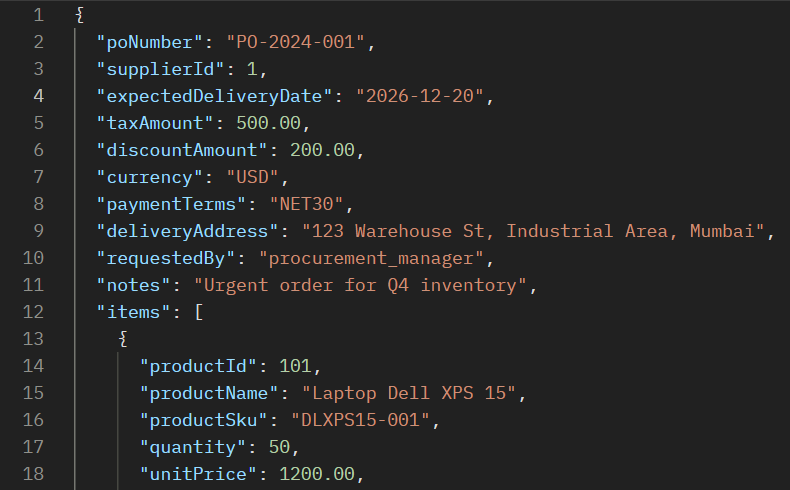 1 {
2 "poNumber": "PO-2024-001",
3 "supplierId": 1,
4 "expectedDeliveryDate": "2026-12-20",
5 "taxAmount": 500.00,
6 "discountAmount": 200.00,
7 "currency": "USD",
8 "paymentTerms": "NET30",
9 "deliveryAddress": "123 Warehouse St, Industrial Area, Mumbai",
10 "requestedBy": "procurement_manager",
11 "notes": "Urgent order for Q4 inventory",
12 "items": [
13 {
14 "productId": 101,
15 "productName": "Laptop Dell XPS 15",
16 "productSku": "DLXPS15-001",
17 "quantity": 50,
18 "unitPrice": 1200.00,